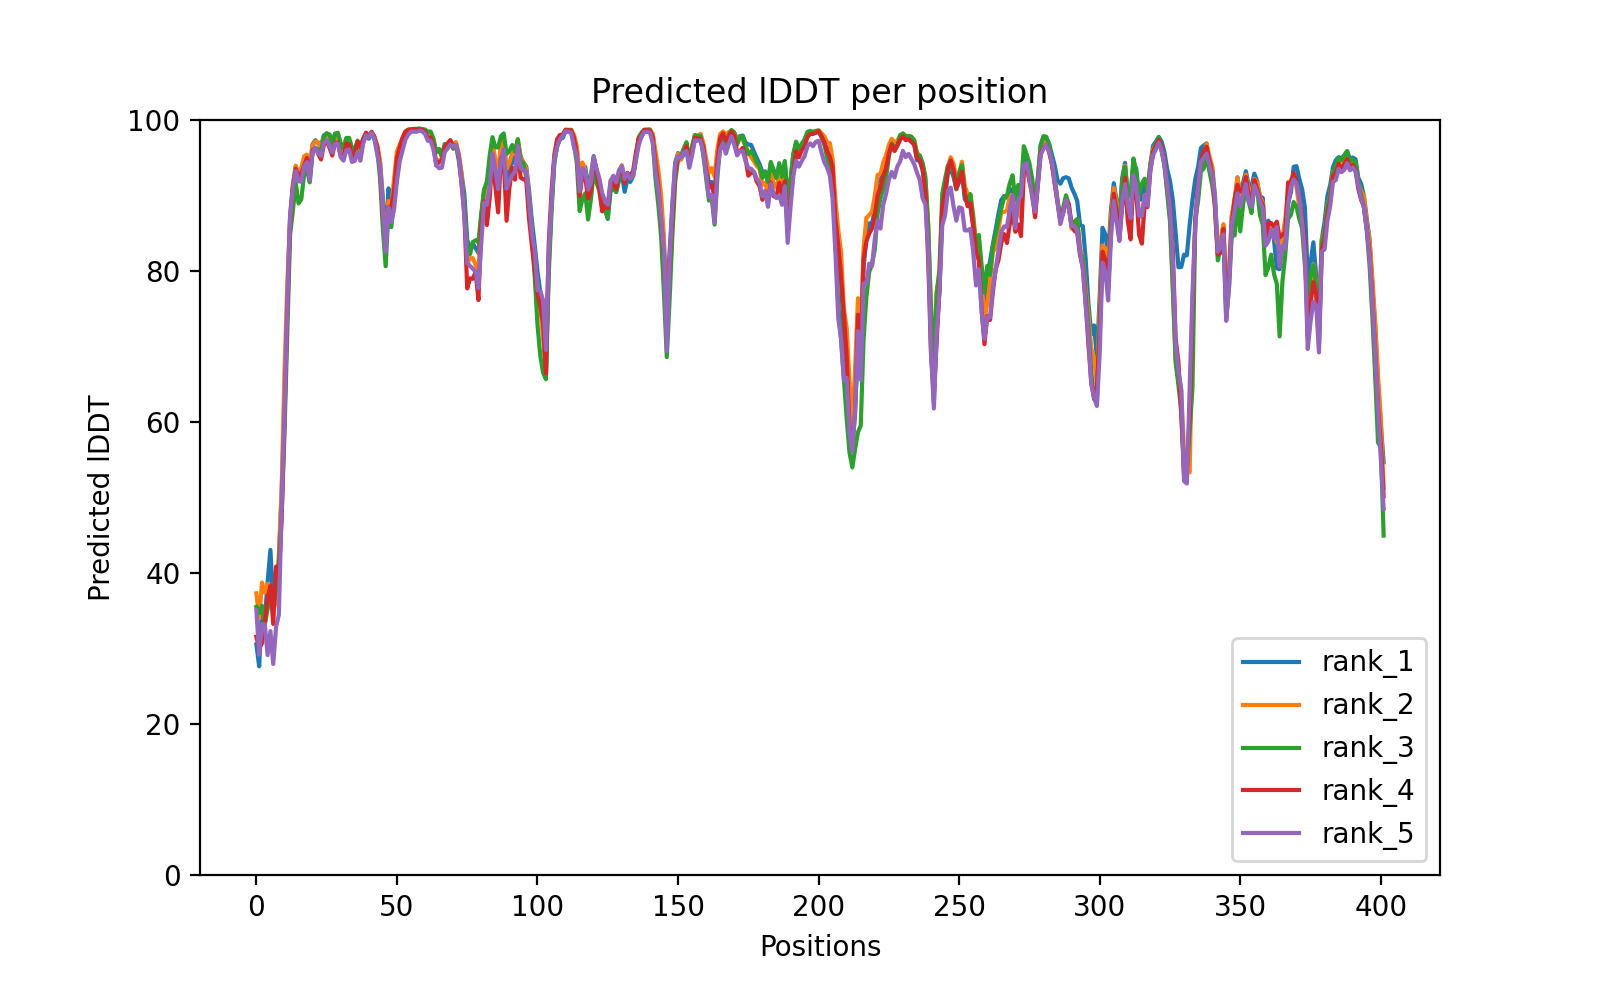 Predicted lDDT per position
100
80
60
40
20
0
Predicted lDDT
0 50 100 150 200 250 300 350 400
Positions
rank_1
rank_2
rank_3
rank_4
rank_5